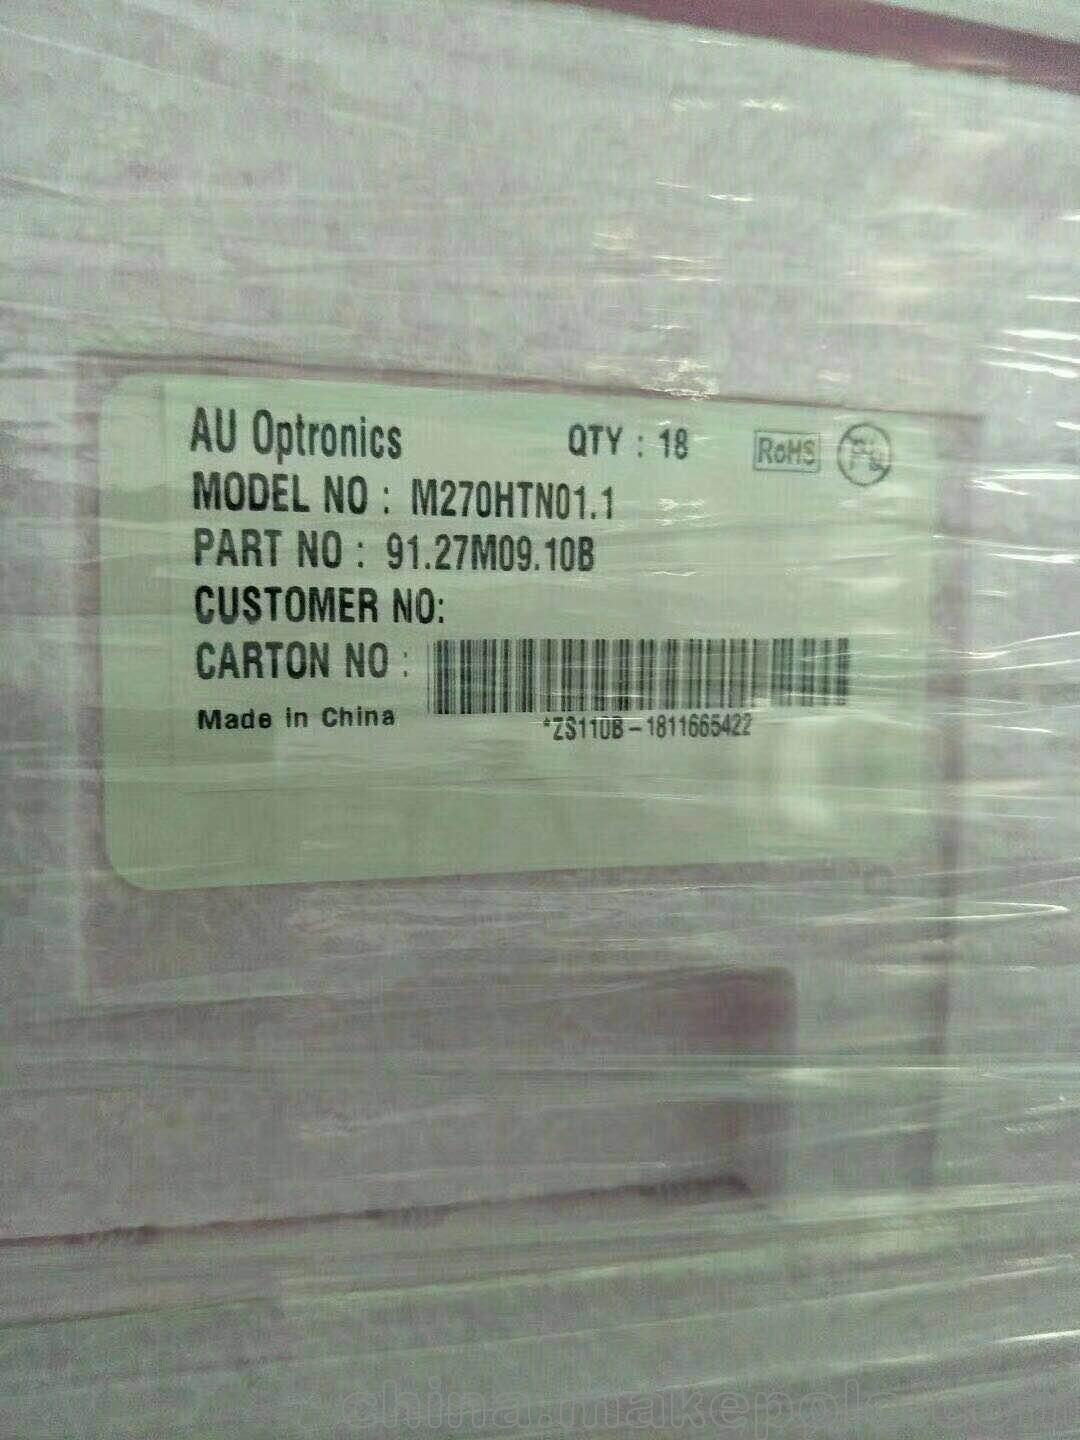 AU Optronics QTY : 18 RoHS Pb
MODEL NO : M270HTN01.1
PART NO : 91.27M09.10B
CUSTOMER NO:
CARTON NO :
Made in China *ZS110B-1811665422
china.makepolo.com